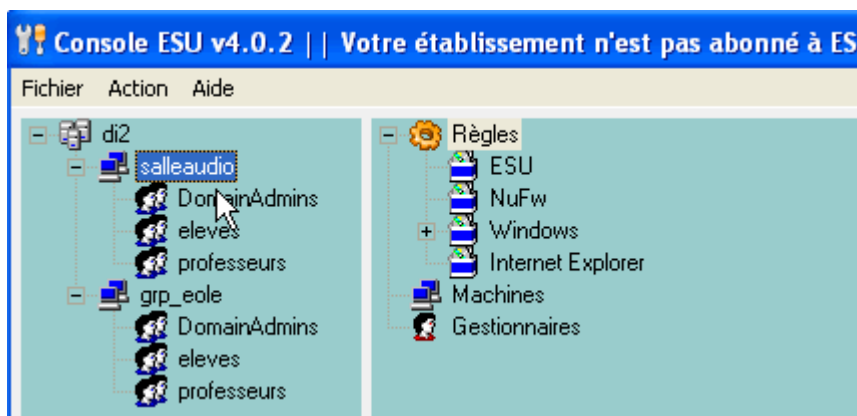 Console ESU v4.0.2 || Votre établissement n'est pas abonné à ES
Fichier Action Aide
di2
salleaudio
DomainAdmins
eleves
professeurs
grp_eole
DomainAdmins
eleves
professeurs
Règles
ESU
NuFw
Windows
Internet Explorer
Machines
Gestionnaires